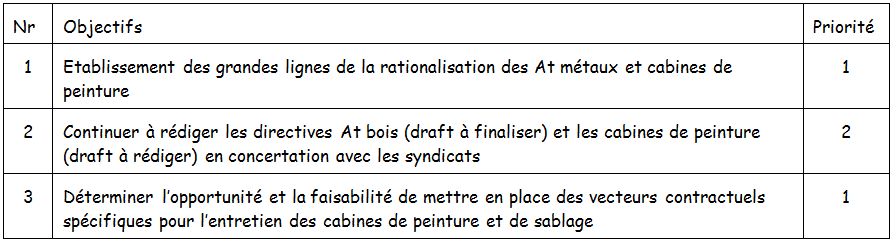 Nr Objectifs Priorité
1 Etablissement des grandes lignes de la rationalisation des At métaux et cabines de 1
peinture
2 Continuer à rédiger les directives At bois (draft à finaliser) et les cabines de peinture 2
(draft à rédiger) en concertation avec les syndicats
3 Déterminer l'opportunité et la faisabilité de mettre en place des vecteurs contractuels 1
spécifiques pour l'entretien des cabines de peinture et de sablage